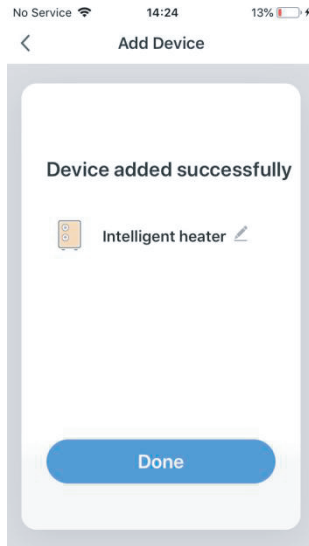 No Service 14:24 13%
Add Device
Device added successfully
Intelligent heater
Done